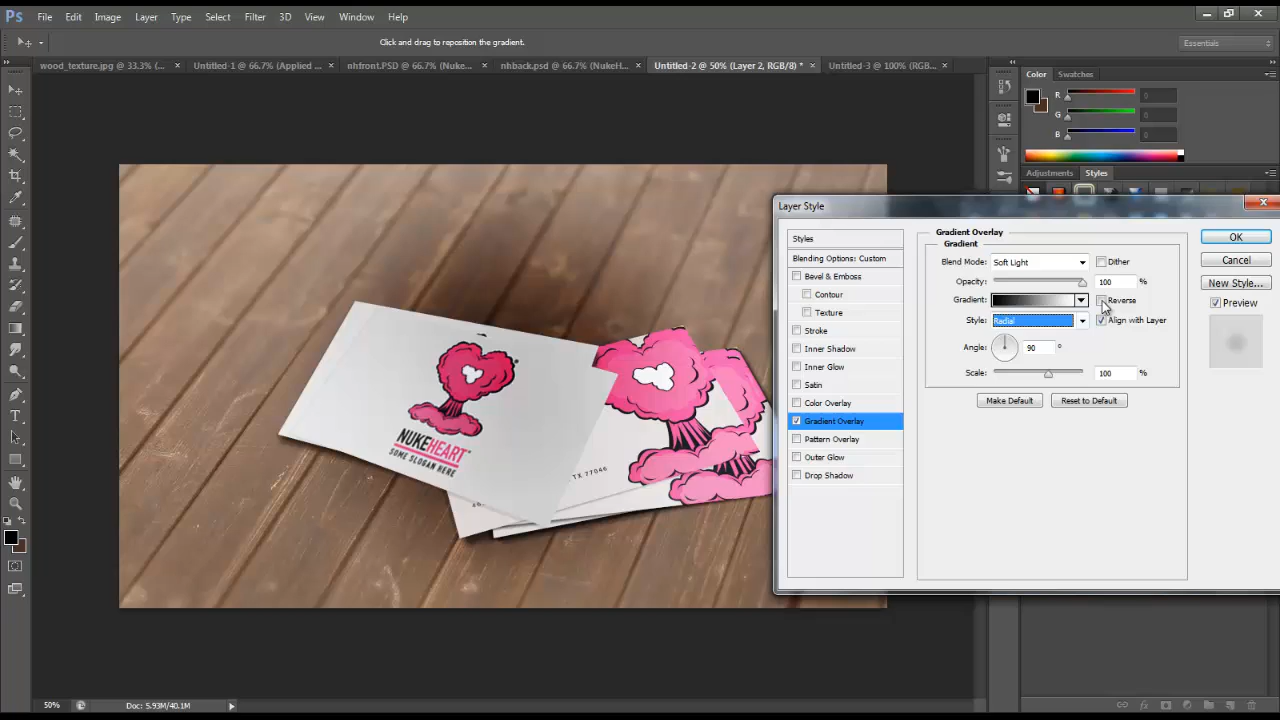 Ps File Edit Image Layer Type Select Filter 3D View Window Help
Click and drag to reposition the gradient.
Essentials
wood_texture.jpg @ 33.3% (... × Untitled-1 @ 66.7% (Applied ... × nhfront.PSD @ 66.7% (Nuke... × nhback.psd @ 66.7% (NukeH... × Untitled-2 @ 50% (Layer 2, RGB/8) * × Untitled-3 @ 100% (RGB... ×
Color Swatches
R 0
G 0
B 0
Adjustments Styles
Layer Style
Styles
Blending Options: Custom
Bevel & Emboss
Contour
Texture
Stroke
Inner Shadow
Inner Glow
Satin
Color Overlay
Gradient Overlay
Pattern Overlay
Outer Glow
Drop Shadow
Gradient Overlay
Gradient
Blend Mode: Soft Light Dither
Opacity: 100 %
Gradient: Reverse
Style: Radial Align with Layer
Angle: 90 °
Scale: 100 %
Make Default Reset to Default
OK
Cancel
New Style...
Preview
NUKEHEART
SOME SLOGAN HERE
TX 77046
50% Doc: 5.93M/40.1M